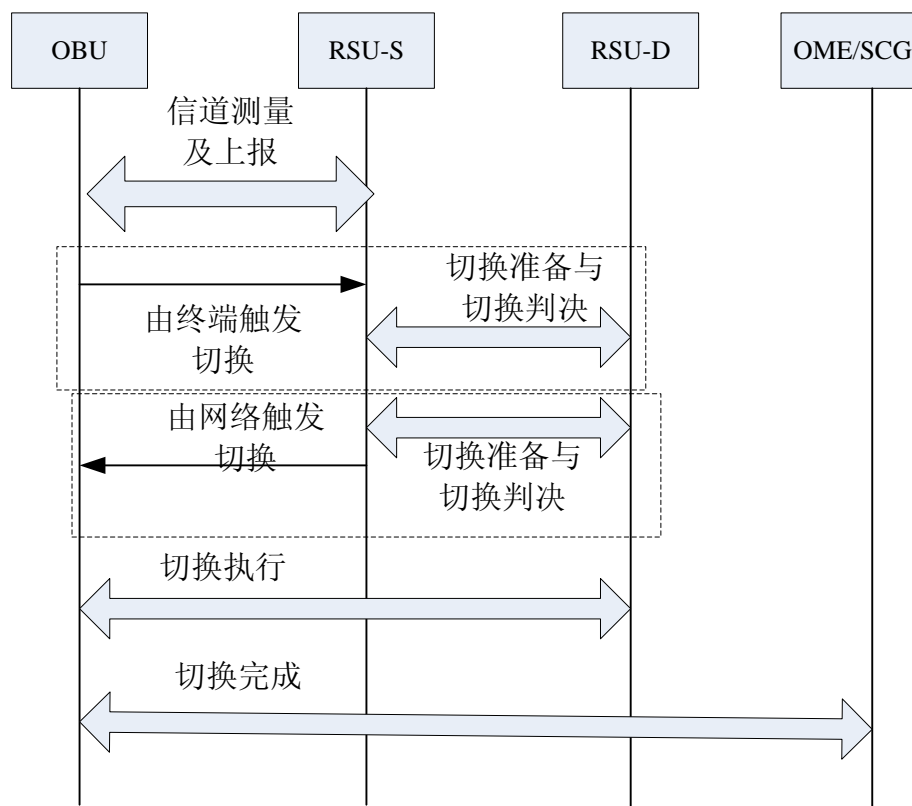 OBU
RSU-S
RSU-D
OME/SCG
信道测量
及上报
切换准备与
切换判决
由终端触发
切换
由网络触发
切换
切换准备与
切换判决
切换执行
切换完成